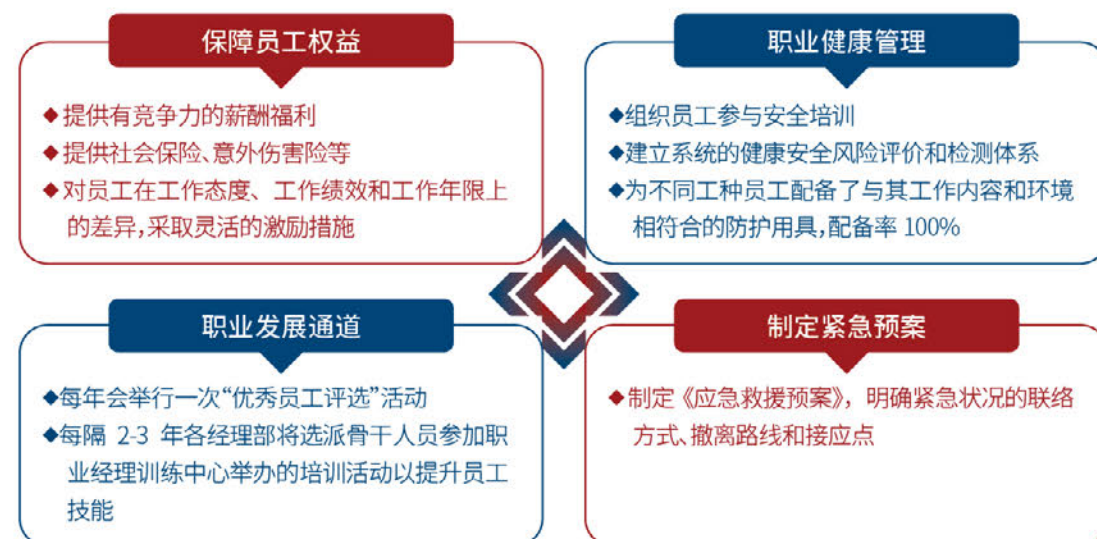 保障员工权益
◆提供有竞争力的薪酬福利
◆提供社会保险、意外伤害险等
◆对员工在工作态度、工作绩效和工作年限上
的差异,采取灵活的激励措施
职业健康管理
◆组织员工参与安全培训
◆建立系统的健康安全风险评价和检测体系
◆为不同工种员工配备了与其工作内容和环境
相符合的防护用具,配备率 100%
职业发展通道
◆每年会举行一次“优秀员工评选”活动
◆每隔 2-3 年各经理部将选派骨干人员参加职
业经理训练中心举办的培训活动以提升员工
技能
制定紧急预案
◆制定《应急救援预案》，明确紧急状况的联络
方式、撤离路线和接应点